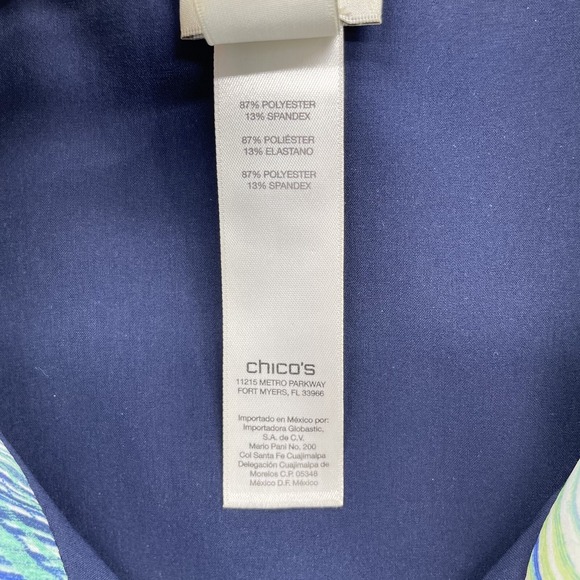 87% POLYESTER
13% SPANDEX
87% POLIÉSTER
13% ELASTANO
87% POLYESTER
13% SPANDEX
chico's
11215 METRO PARKWAY
FORT MYERS, FL 33966
Importado en México por:
Importadora Globastic,
S.A. de C.V.
Mario Pani No. 200
Col Santa Fe Cuajimalpa
Delegación Cuajimalpa de
Morelos C.P. 05348
México D.F. México